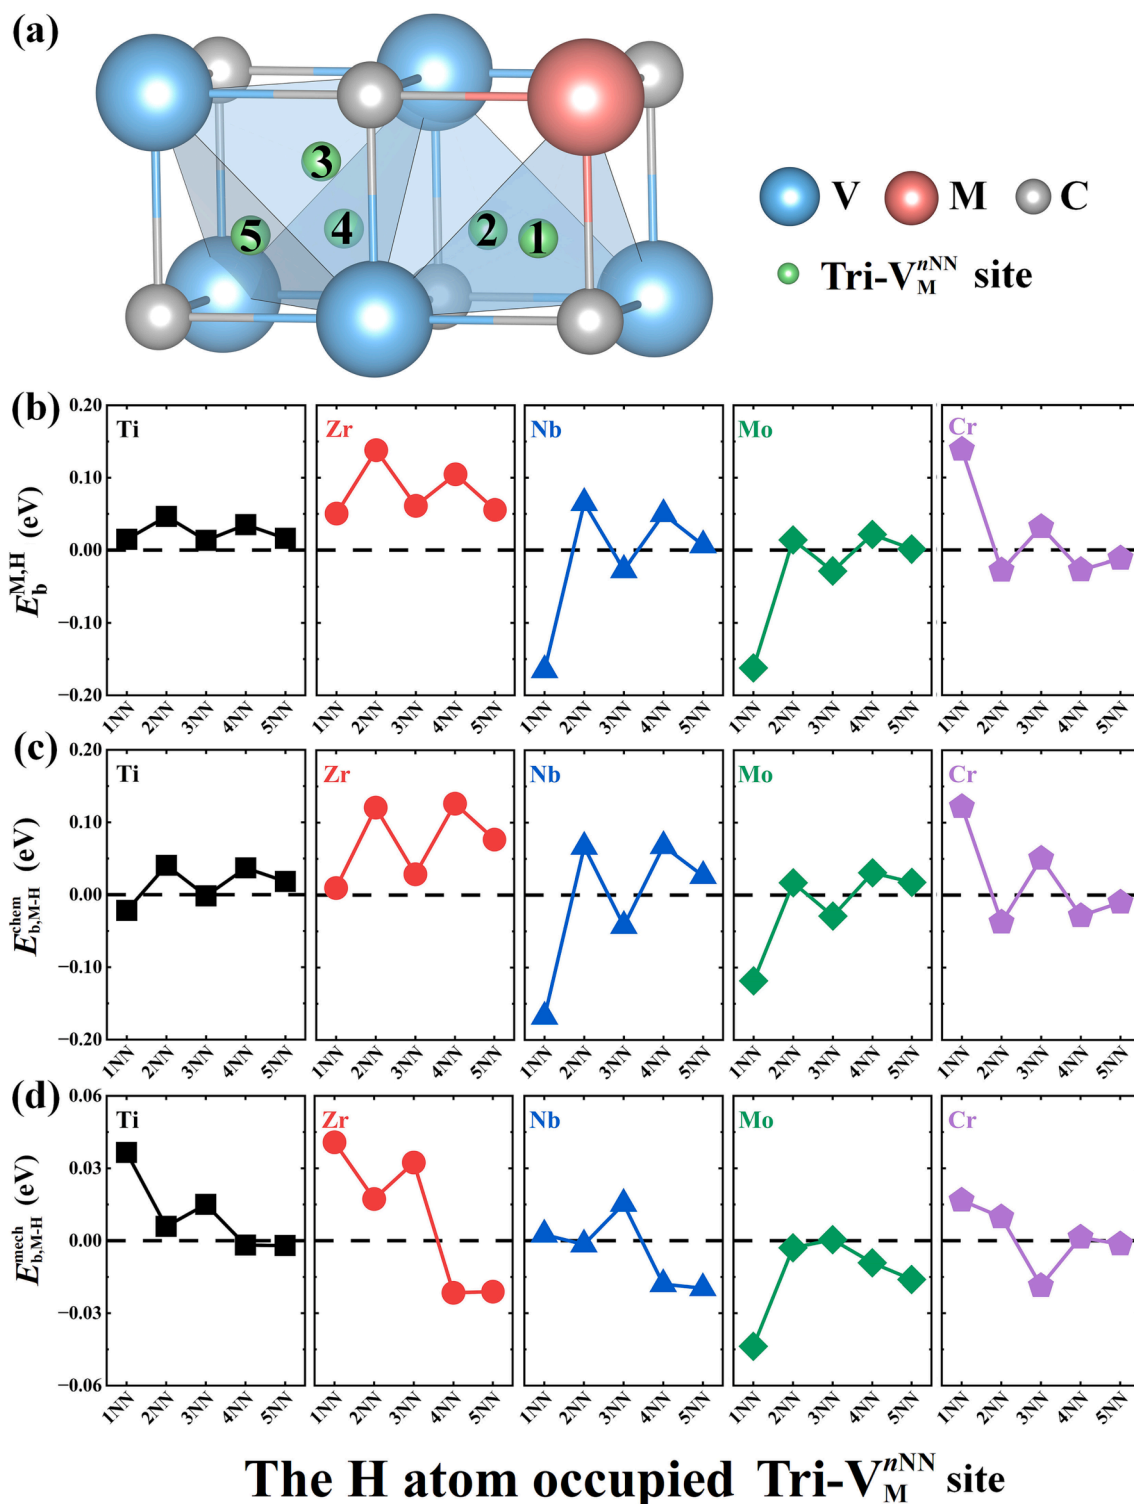 (a)
3
5 4 2 1
V M C
Tri-V_M^{nNN} site
(b)
E_b^{M,H} (eV)
0.20
0.10
0.00
−0.10
−0.20
Ti Zr Nb Mo Cr
1NN 2NN 3NN 4NN 5NN 1NN 2NN 3NN 4NN 5NN 1NN 2NN 3NN 4NN 5NN 1NN 2NN 3NN 4NN 5NN 1NN 2NN 3NN 4NN 5NN
(c)
E_{b,M-H}^{chem} (eV)
0.20
0.10
0.00
−0.10
−0.20
Ti Zr Nb Mo Cr
1NN 2NN 3NN 4NN 5NN 1NN 2NN 3NN 4NN 5NN 1NN 2NN 3NN 4NN 5NN 1NN 2NN 3NN 4NN 5NN 1NN 2NN 3NN 4NN 5NN
(d)
E_{b,M-H}^{mech} (eV)
0.06
0.03
0.00
−0.03
−0.06
Ti Zr Nb Mo Cr
1NN 2NN 3NN 4NN 5NN 1NN 2NN 3NN 4NN 5NN 1NN 2NN 3NN 4NN 5NN 1NN 2NN 3NN 4NN 5NN 1NN 2NN 3NN 4NN 5NN
The H atom occupied Tri-V_M^{nNN} site